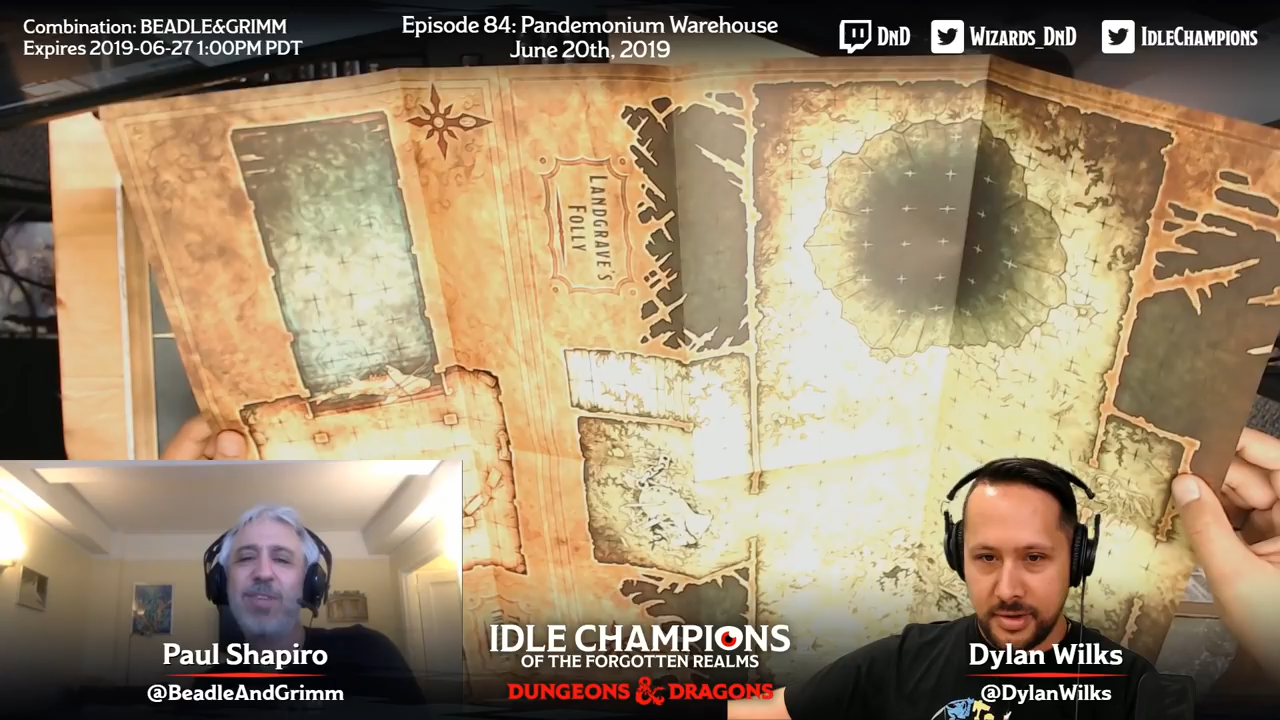 Combination: BEADLE&GRIMM
Expires 2019-06-27 1:00PM PDT
Episode 84: Pandemonium Warehouse
June 20th, 2019
DnD
Wizards_DnD
IdleChampions
LANDGRAVE'S
FOLLY
Paul Shapiro
@BeadleAndGrimm
IDLE CHAMPIONS
OF THE FORGOTTEN REALMS
DUNGEONS & DRAGONS
Dylan Wilks
@DylanWilks